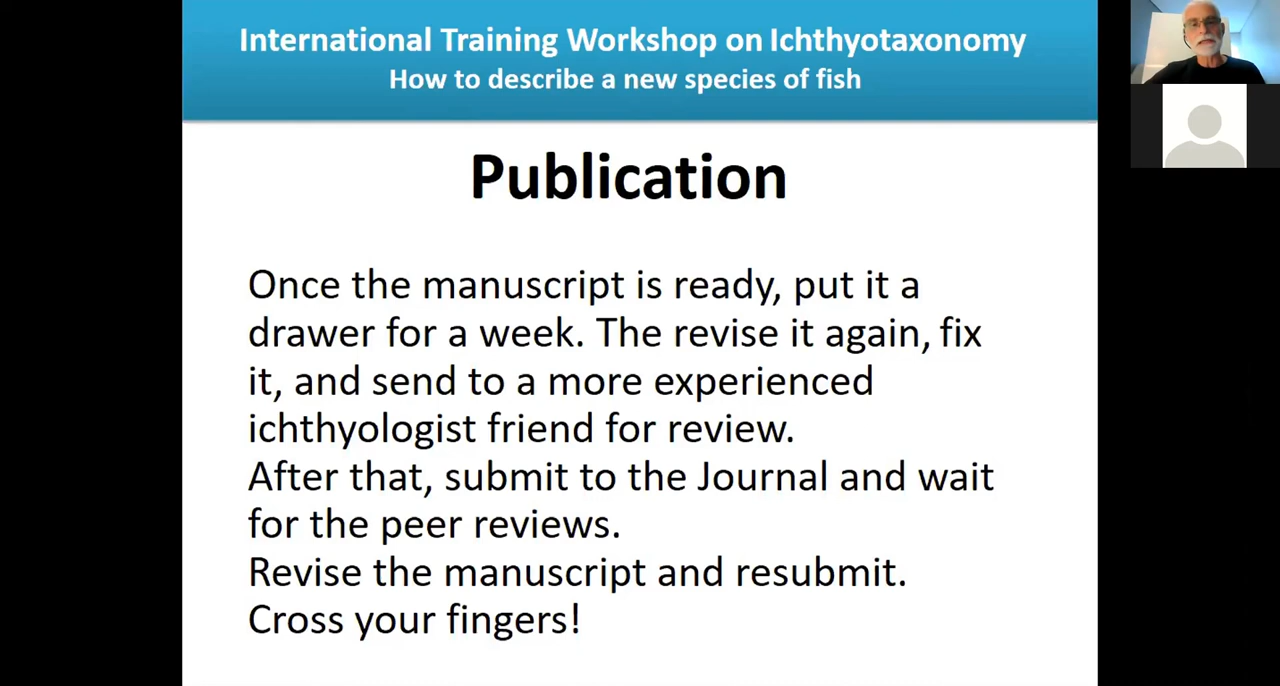 International Training Workshop on Ichthyotaxonomy
How to describe a new species of fish
Publication
Once the manuscript is ready, put it a
drawer for a week. The revise it again, fix
it, and send to a more experienced
ichthyologist friend for review.
After that, submit to the Journal and wait
for the peer reviews.
Revise the manuscript and resubmit.
Cross your fingers!